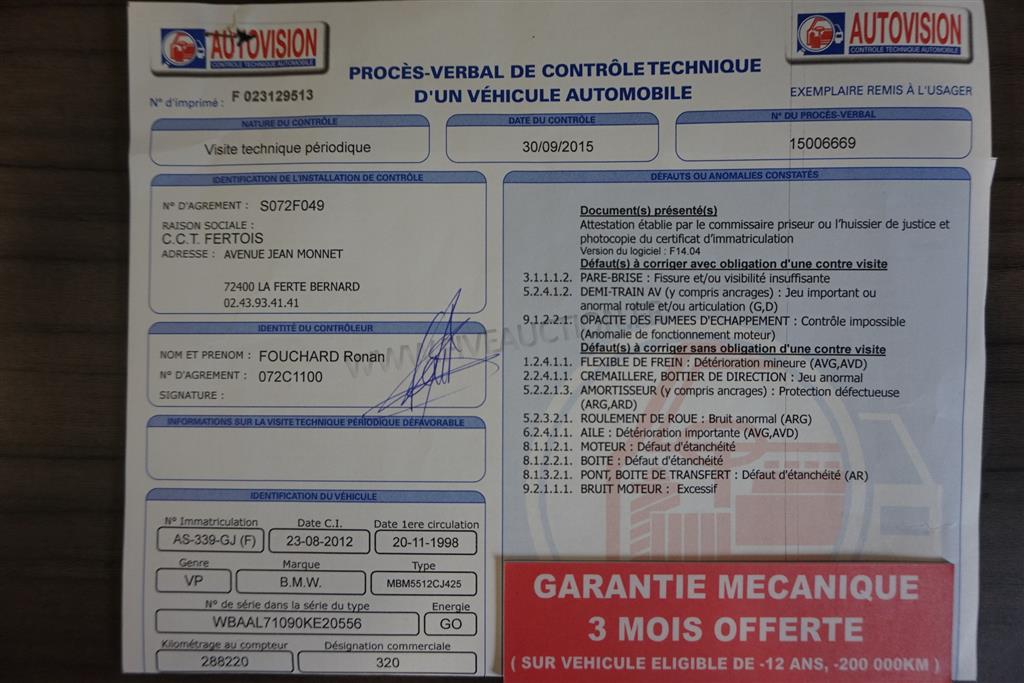 AUTOVISION
CONTROLE TECHNIQUE AUTOMOBILE
AUTOVISION
CONTROLE TECHNIQUE AUTOMOBILE
PROCÈS-VERBAL DE CONTRÔLE TECHNIQUE
D'UN VÉHICULE AUTOMOBILE
N° d'imprimé : F 023129513
EXEMPLAIRE REMIS À L'USAGER
NATURE DU CONTRÔLE
Visite technique périodique
DATE DU CONTRÔLE
30/09/2015
N° DU PROCÈS-VERBAL
15006669
IDENTIFICATION DE L'INSTALLATION DE CONTRÔLE
N° D'AGREMENT : S072F049
RAISON SOCIALE :
C.C.T. FERTOIS
ADRESSE : AVENUE JEAN MONNET
72400 LA FERTE BERNARD
02.43.93.41.41
IDENTITÉ DU CONTRÔLEUR
NOM ET PRENOM : FOUCHARD Ronan
N° D'AGREMENT : 072C1100
SIGNATURE :
INFORMATIONS SUR LA VISITE TECHNIQUE PÉRIODIQUE DÉFAVORABLE
IDENTIFICATION DU VÉHICULE
N° Immatriculation Date C.I. Date 1ere circulation
AS-339-GJ (F) 23-08-2012 20-11-1998
Genre Marque Type
VP B.M.W. MBM5512CJ425
N° de série dans la série du type Energie
WBAAL71090KE20556 GO
Kilométrage au compteur Désignation commerciale
288220 320
DÉFAUTS OU ANOMALIES CONSTATÉS
Document(s) présenté(s)
Attestation établie par le commissaire priseur ou l'huissier de justice et
photocopie du certificat d'immatriculation
Version du logiciel : F14.04
Défaut(s) à corriger avec obligation d'une contre visite
3.1.1.1.2. PARE-BRISE : Fissure et/ou visibilité insuffisante
5.2.4.1.2. DEMI-TRAIN AV (y compris ancrages) : Jeu important ou
anormal rotule et/ou articulation (G,D)
9.1.2.2.1. OPACITE DES FUMEES D'ECHAPPEMENT : Contrôle impossible
(Anomalie de fonctionnement moteur)
Défaut(s) à corriger sans obligation d'une contre visite
1.2.4.1.1. FLEXIBLE DE FREIN : Détérioration mineure (AVG,AVD)
2.2.4.1.1. CREMAILLERE, BOITIER DE DIRECTION : Jeu anormal
5.2.2.1.3. AMORTISSEUR (y compris ancrages) : Protection défectueuse
(ARG,ARD)
5.2.3.2.1. ROULEMENT DE ROUE : Bruit anormal (ARG)
6.2.4.1.1. AILE : Détérioration importante (AVG,AVD)
8.1.1.2.1. MOTEUR : Défaut d'étanchéité
8.1.2.2.1. BOITE : Défaut d'étanchéité
8.1.3.2.1. PONT, BOITE DE TRANSFERT : Défaut d'étanchéité (AR)
9.2.1.1.1. BRUIT MOTEUR : Excessif
GARANTIE MECANIQUE
3 MOIS OFFERTE
( SUR VEHICULE ELIGIBLE DE -12 ANS, -200 000KM )